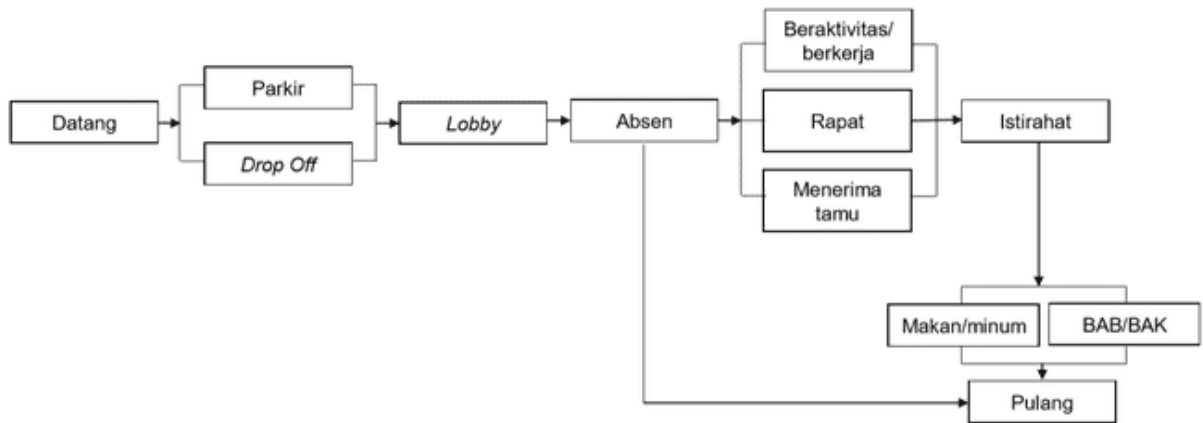 Beraktivitas/
berkerja
Parkir
Datang
Lobby
Absen
Rapat
Istirahat
Drop Off
Menerima
tamu
Makan/minum
BAB/BAK
Pulang